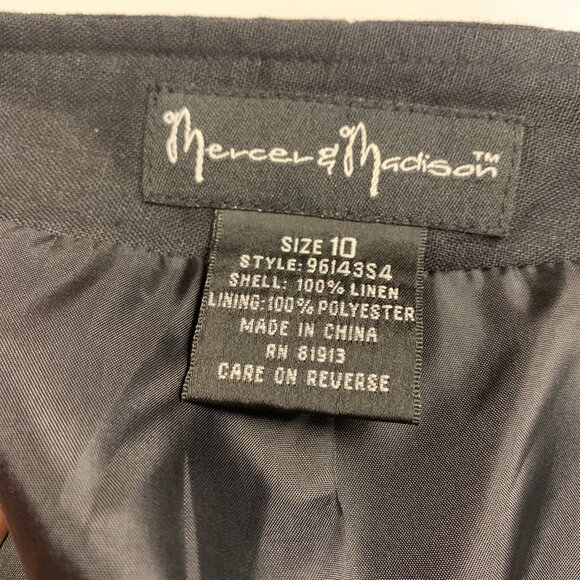 Mercer & Madison™
SIZE 10
STYLE: 96143S4
SHELL: 100% LINEN
LINING: 100% POLYESTER
MADE IN CHINA
RN 81913
CARE ON REVERSE